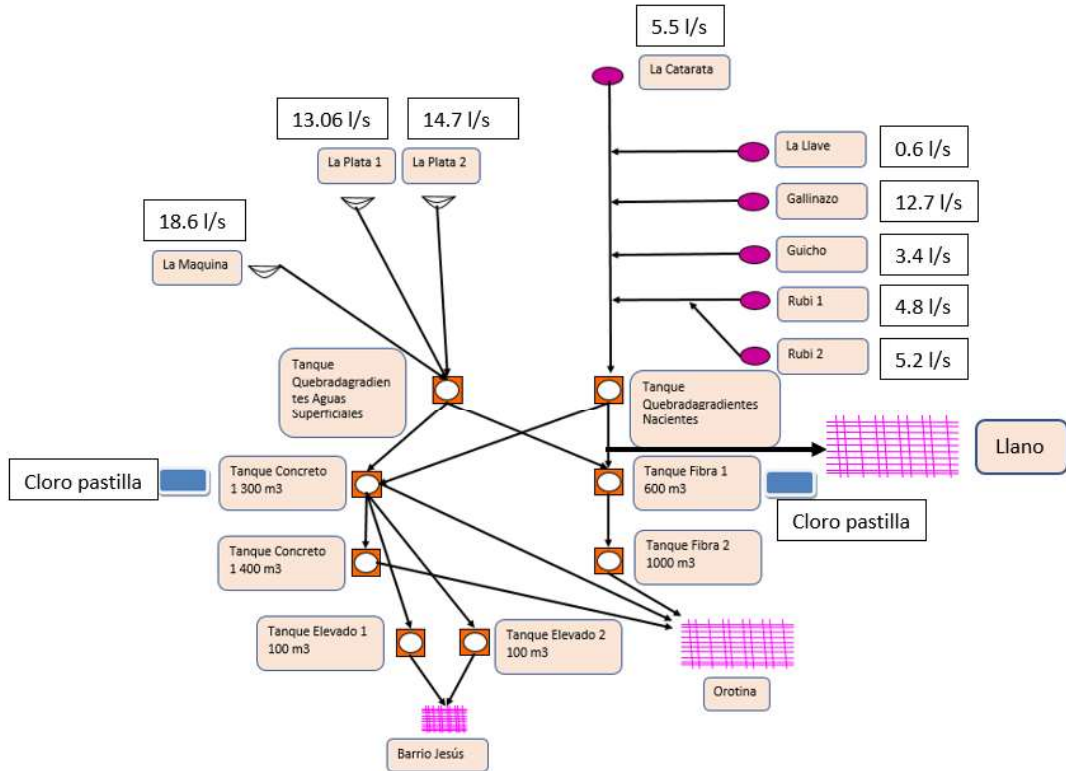 5.5 l/s
La Catarata
13.06 l/s
14.7 l/s
La Plata 1
La Plata 2
La Llave
0.6 l/s
Gallinazo
12.7 l/s
18.6 l/s
La Maquina
Guicho
3.4 l/s
Rubi 1
4.8 l/s
Rubi 2
5.2 l/s
Tanque
Quebradagradien
tes Aguas
Superficiales
Tanque
Quebradagradientes
Nacientes
Llano
Cloro pastilla
Tanque Concreto
1 300 m3
Tanque Fibra 1
600 m3
Cloro pastilla
Tanque Concreto
1 400 m3
Tanque Fibra 2
1000 m3
Tanque Elevado 1
100 m3
Tanque Elevado 2
100 m3
Orotina
Barrio Jesús